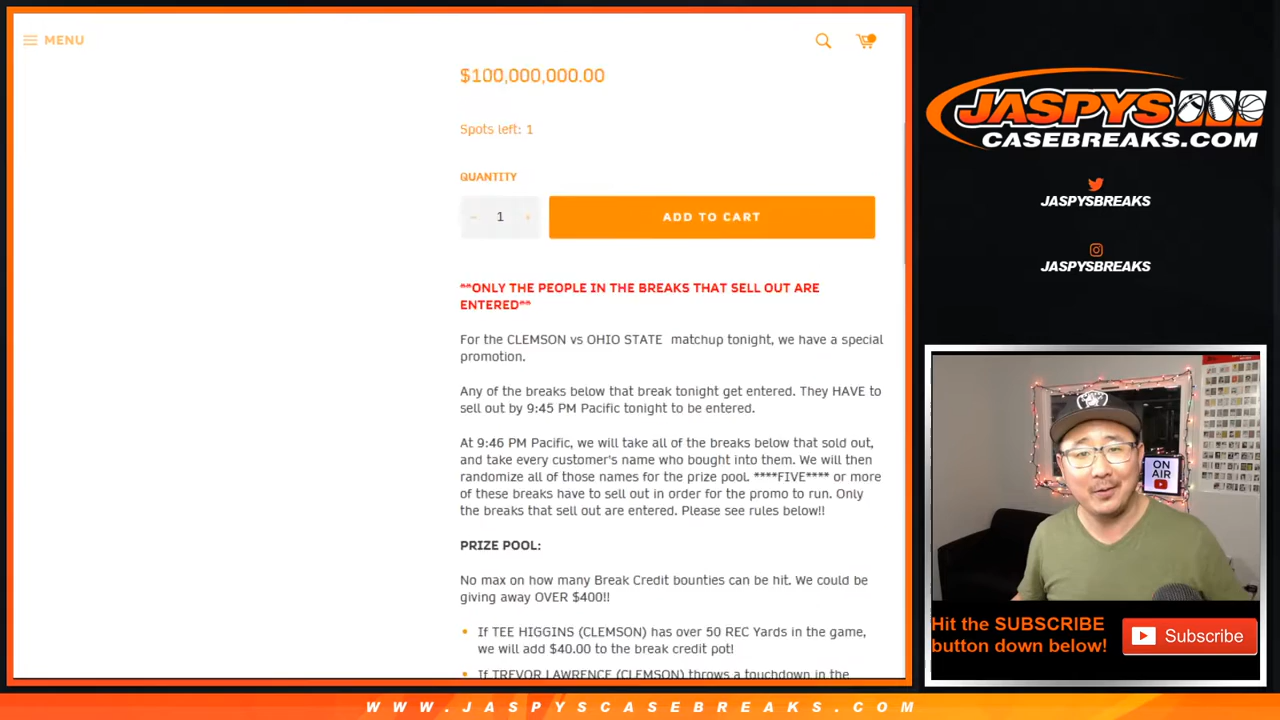 MENU
$100,000,000.00
Spots left: 1
QUANTITY
- 1 +
ADD TO CART
**ONLY THE PEOPLE IN THE BREAKS THAT SELL OUT ARE
ENTERED**
For the CLEMSON vs OHIO STATE matchup tonight, we have a special
promotion.
Any of the breaks below that break tonight get entered. They HAVE to
sell out by 9:45 PM Pacific tonight to be entered.
At 9:46 PM Pacific, we will take all of the breaks below that sold out,
and take every customer's name who bought into them. We will then
randomize all of those names for the prize pool. ****FIVE**** or more
of these breaks have to sell out in order for the promo to run. Only
the breaks that sell out are entered. Please see rules below!!
PRIZE POOL:
No max on how many Break Credit bounties can be hit. We could be
giving away OVER $400!!
If TEE HIGGINS (CLEMSON) has over 50 REC Yards in the game,
we will add $40.00 to the break credit pot!
If TREVOR LAWRENCE (CLEMSON) throws a touchdown in the
JASPYS
CASEBREAKS.COM
JASPYSBREAKS
JASPYSBREAKS
ON
AIR
Hit the SUBSCRIBE
button down below!
Subscribe
WWW.JASPYSCASEBREAKS.COM